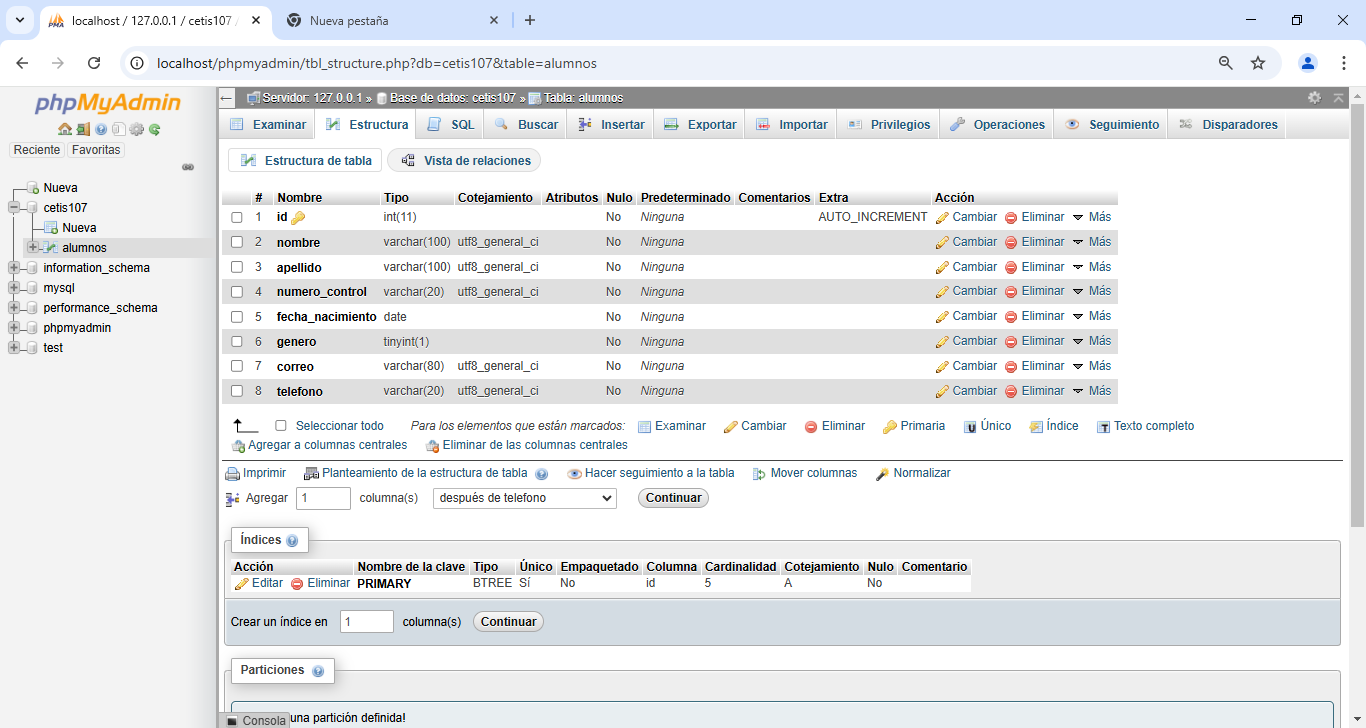 localhost / 127.0.0.1 / cetis107
Nueva pestaña
localhost/phpmyadmin/tbl_structure.php?db=cetis107&table=alumnos
phpMyAdmin
Reciente Favoritas
Nueva
cetis107
Nueva
alumnos
information_schema
mysql
performance_schema
phpmyadmin
test
Servidor: 127.0.0.1 » Base de datos: cetis107 » Tabla: alumnos
Examinar Estructura SQL Buscar Insertar Exportar Importar Privilegios Operaciones Seguimiento Disparadores
Estructura de tabla Vista de relaciones
# Nombre Tipo Cotejamiento Atributos Nulo Predeterminado Comentarios Extra Acción
1 id int(11) No Ninguna AUTO_INCREMENT Cambiar Eliminar Más
2 nombre varchar(100) utf8_general_ci No Ninguna Cambiar Eliminar Más
3 apellido varchar(100) utf8_general_ci No Ninguna Cambiar Eliminar Más
4 numero_control varchar(20) utf8_general_ci No Ninguna Cambiar Eliminar Más
5 fecha_nacimiento date No Ninguna Cambiar Eliminar Más
6 genero tinyint(1) No Ninguna Cambiar Eliminar Más
7 correo varchar(80) utf8_general_ci No Ninguna Cambiar Eliminar Más
8 telefono varchar(20) utf8_general_ci No Ninguna Cambiar Eliminar Más
Seleccionar todo Para los elementos que están marcados: Examinar Cambiar Eliminar Primaria Único Índice Texto completo
Agregar a columnas centrales Eliminar de las columnas centrales
Imprimir Planteamiento de la estructura de tabla Hacer seguimiento a la tabla Mover columnas Normalizar
Agregar 1 columna(s) después de telefono Continuar
Índices
Acción Nombre de la clave Tipo Único Empaquetado Columna Cardinalidad Cotejamiento Nulo Comentario
Editar Eliminar PRIMARY BTREE Sí No id 5 A No
Crear un índice en 1 columna(s) Continuar
Particiones
Consola una partición definida!